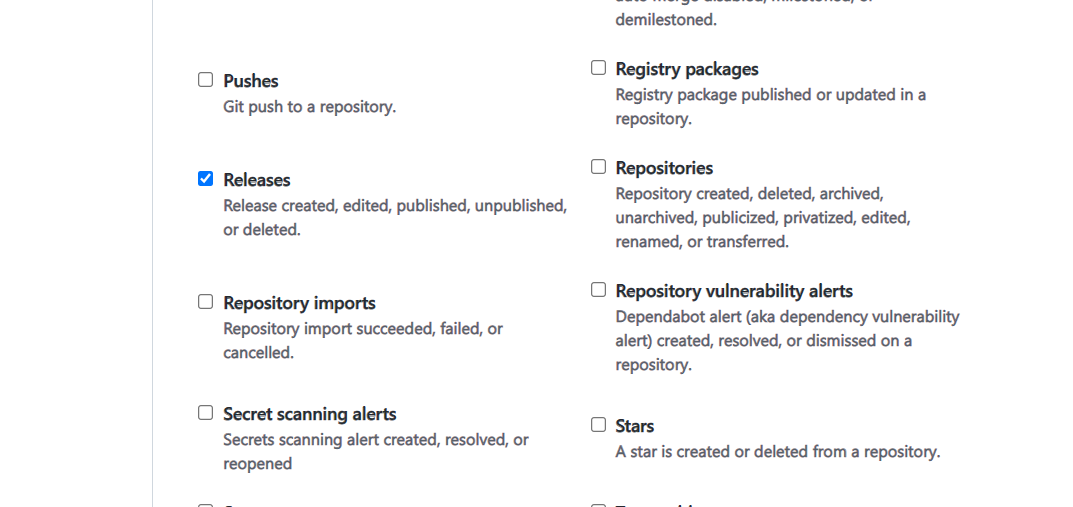 demilestoned.
Pushes
Git push to a repository.
Registry packages
Registry package published or updated in a
repository.
Releases
Release created, edited, published, unpublished,
or deleted.
Repositories
Repository created, deleted, archived,
unarchived, publicized, privatized, edited,
renamed, or transferred.
Repository imports
Repository import succeeded, failed, or
cancelled.
Repository vulnerability alerts
Dependabot alert (aka dependency vulnerability
alert) created, resolved, or dismissed on a
repository.
Secret scanning alerts
Secrets scanning alert created, resolved, or
reopened
Stars
A star is created or deleted from a repository.